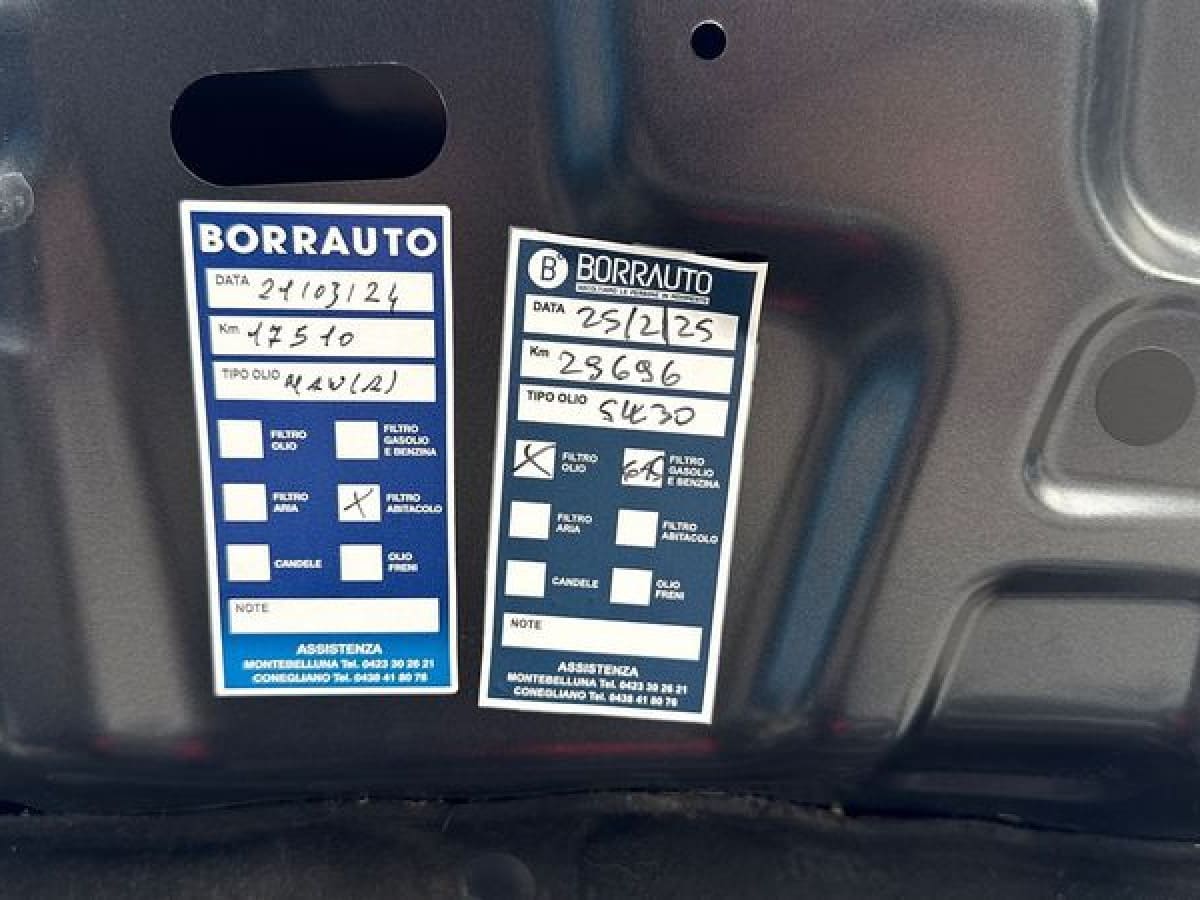 BORRAUTO
DATA 21/03/24
Km 17510
TIPO OLIO
FILTRO OLIO
FILTRO GASOLIO E BENZINA
FILTRO ARIA
X FILTRO ABITACOLO
CANDELE
OLIO FRENI
NOTE
ASSISTENZA
MONTEBELLUNA Tel. 0423 30 26 21
CONEGLIANO Tel. 0438 41 80 76
B BORRAUTO
DATA 25/2/25
Km 29696
TIPO OLIO 5W30
X FILTRO OLIO
FILTRO GASOLIO E BENZINA
FILTRO ARIA
FILTRO ABITACOLO
CANDELE
OLIO FRENI
NOTE
ASSISTENZA
MONTEBELLUNA Tel. 0423 30 26 21
CONEGLIANO Tel. 0438 41 80 76